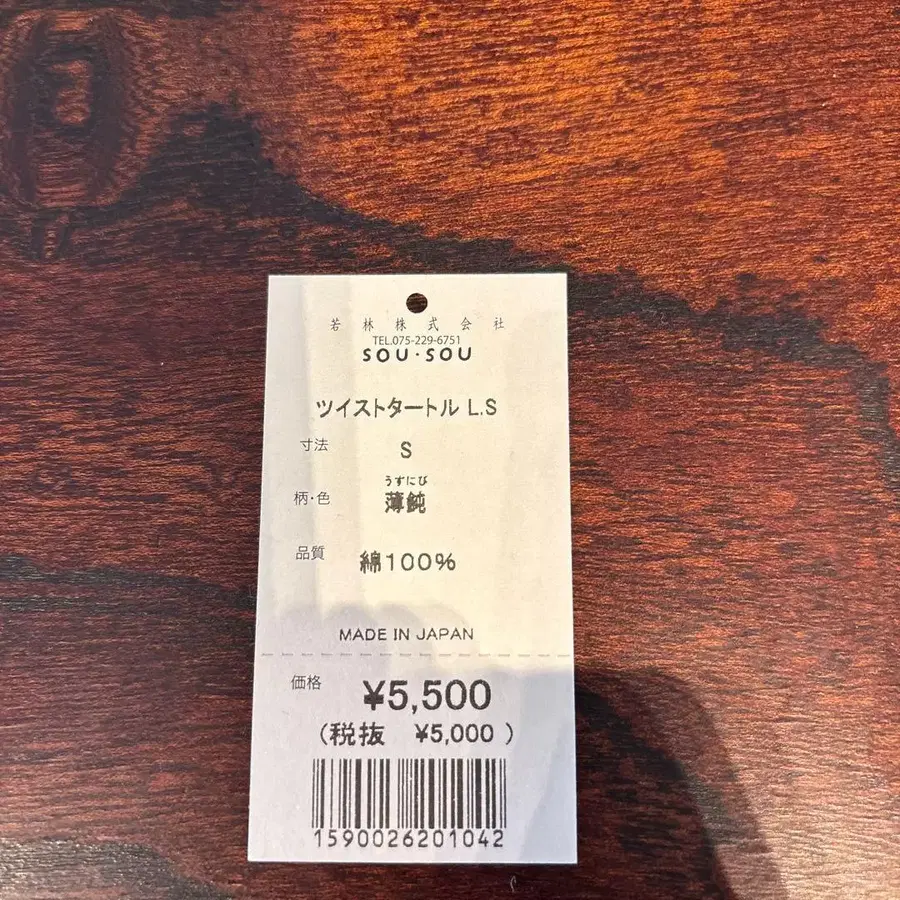 若林株式会社
TEL.075-229-6751
SOU・SOU
ツイストタートル L.S
寸法 S
うすにび
柄・色 薄鈍
品質 綿100%
MADE IN JAPAN
価格 ¥5,500
(税抜 ¥5,000 )
1590026201042